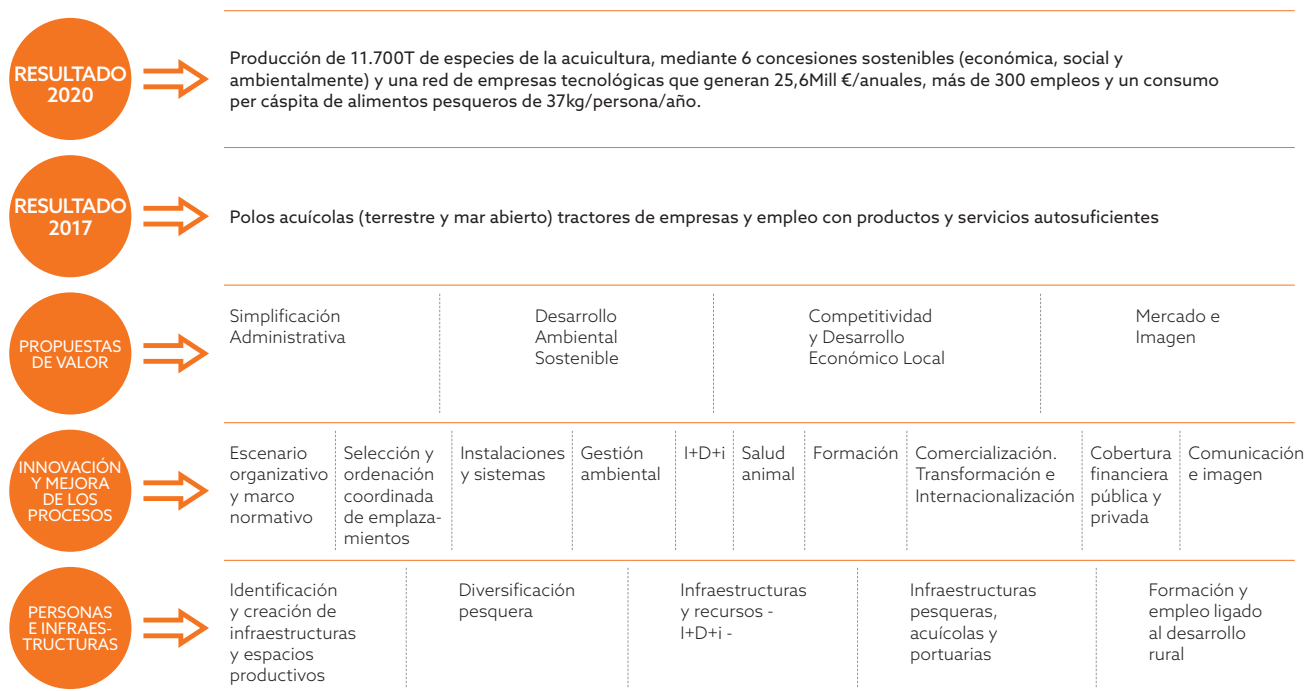 RESULTADO
2020
Producción de 11.700T de especies de la acuicultura, mediante 6 concesiones sostenibles (económica, social y
ambientalmente) y una red de empresas tecnológicas que generan 25,6Mill €/anuales, más de 300 empleos y un consumo
per cáspita de alimentos pesqueros de 37kg/persona/año.
RESULTADO
2017
Polos acuícolas (terrestre y mar abierto) tractores de empresas y empleo con productos y servicios autosuficientes
PROPUESTAS
DE VALOR
Simplificación
Administrativa
Desarrollo
Ambiental
Sostenible
Competitividad
y Desarrollo
Económico Local
Mercado e
Imagen
INNOVACIÓN
Y MEJORA
DE LOS
PROCESOS
Escenario
organizativo
y marco
normativo
Selección y
ordenación
coordinada
de emplaza-
mientos
Instalaciones
y sistemas
Gestión
ambiental
I+D+i
Salud
animal
Formación
Comercialización.
Transformación e
Internacionalización
Cobertura
financiera
pública y
privada
Comunicación
e imagen
PERSONAS
E INFRAES-
TRUCTURAS
Identificación
y creación de
infraestructuras
y espacios
productivos
Diversificación
pesquera
Infraestructuras
y recursos -
I+D+i -
Infraestructuras
pesqueras,
acuícolas y
portuarias
Formación y
empleo ligado
al desarrollo
rural